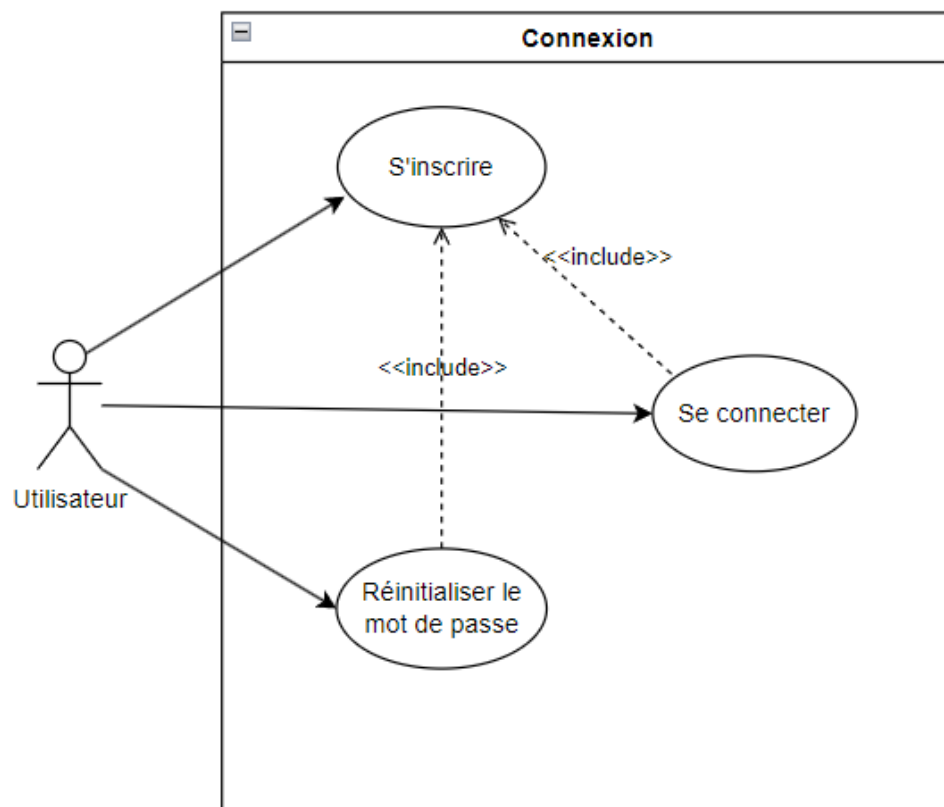 Connexion
S'inscrire
<<include>>
<<include>>
Se connecter
Utilisateur
Réinitialiser le
mot de passe